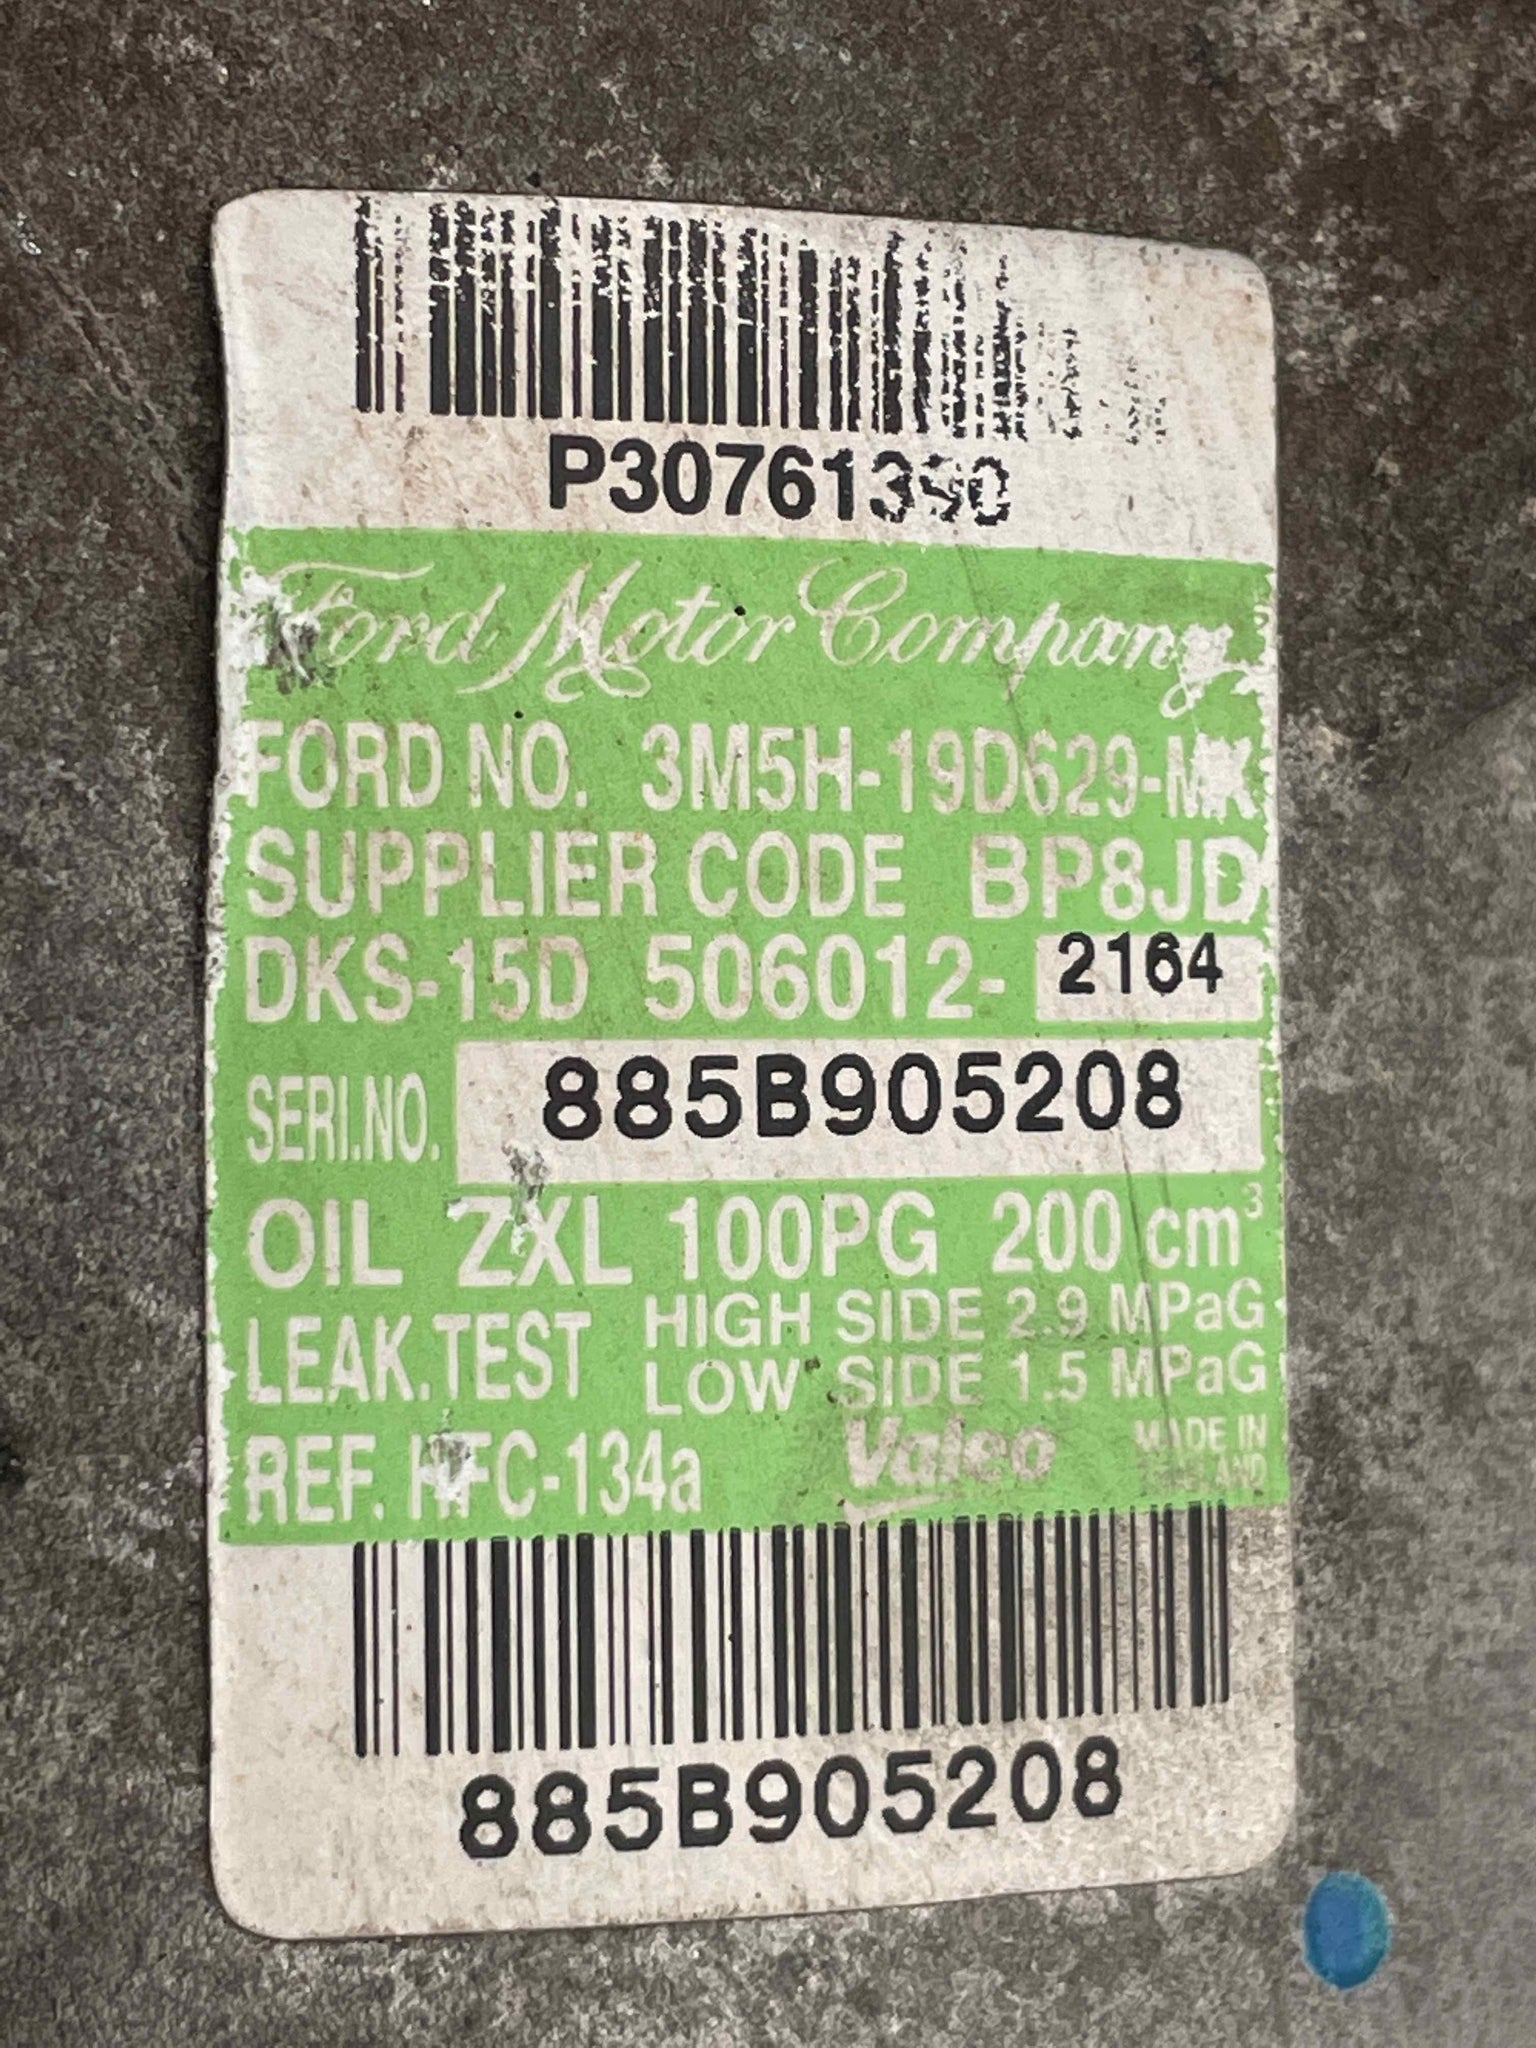 P30761350
Ford Motor Company
FORD NO. 3M5H-19D629-MK
SUPPLIER CODE BP8JD
DKS-15D 506012- 2164
SERI.NO. 885B905208
OIL ZXL 100PG 200 cm³
LEAK.TEST HIGH SIDE 2.9 MPaG
LOW SIDE 1.5 MPaG
REF. HFC-134a Valeo MADE IN
885B905208